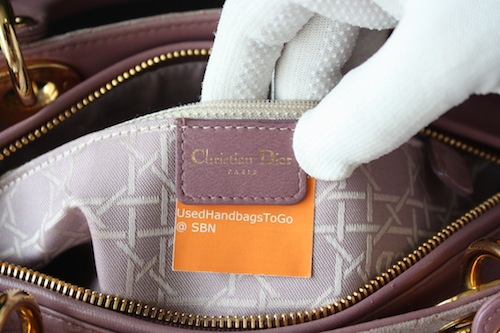 Christian Dior
PARIS
UsedHandbagsToGo
@ SBN